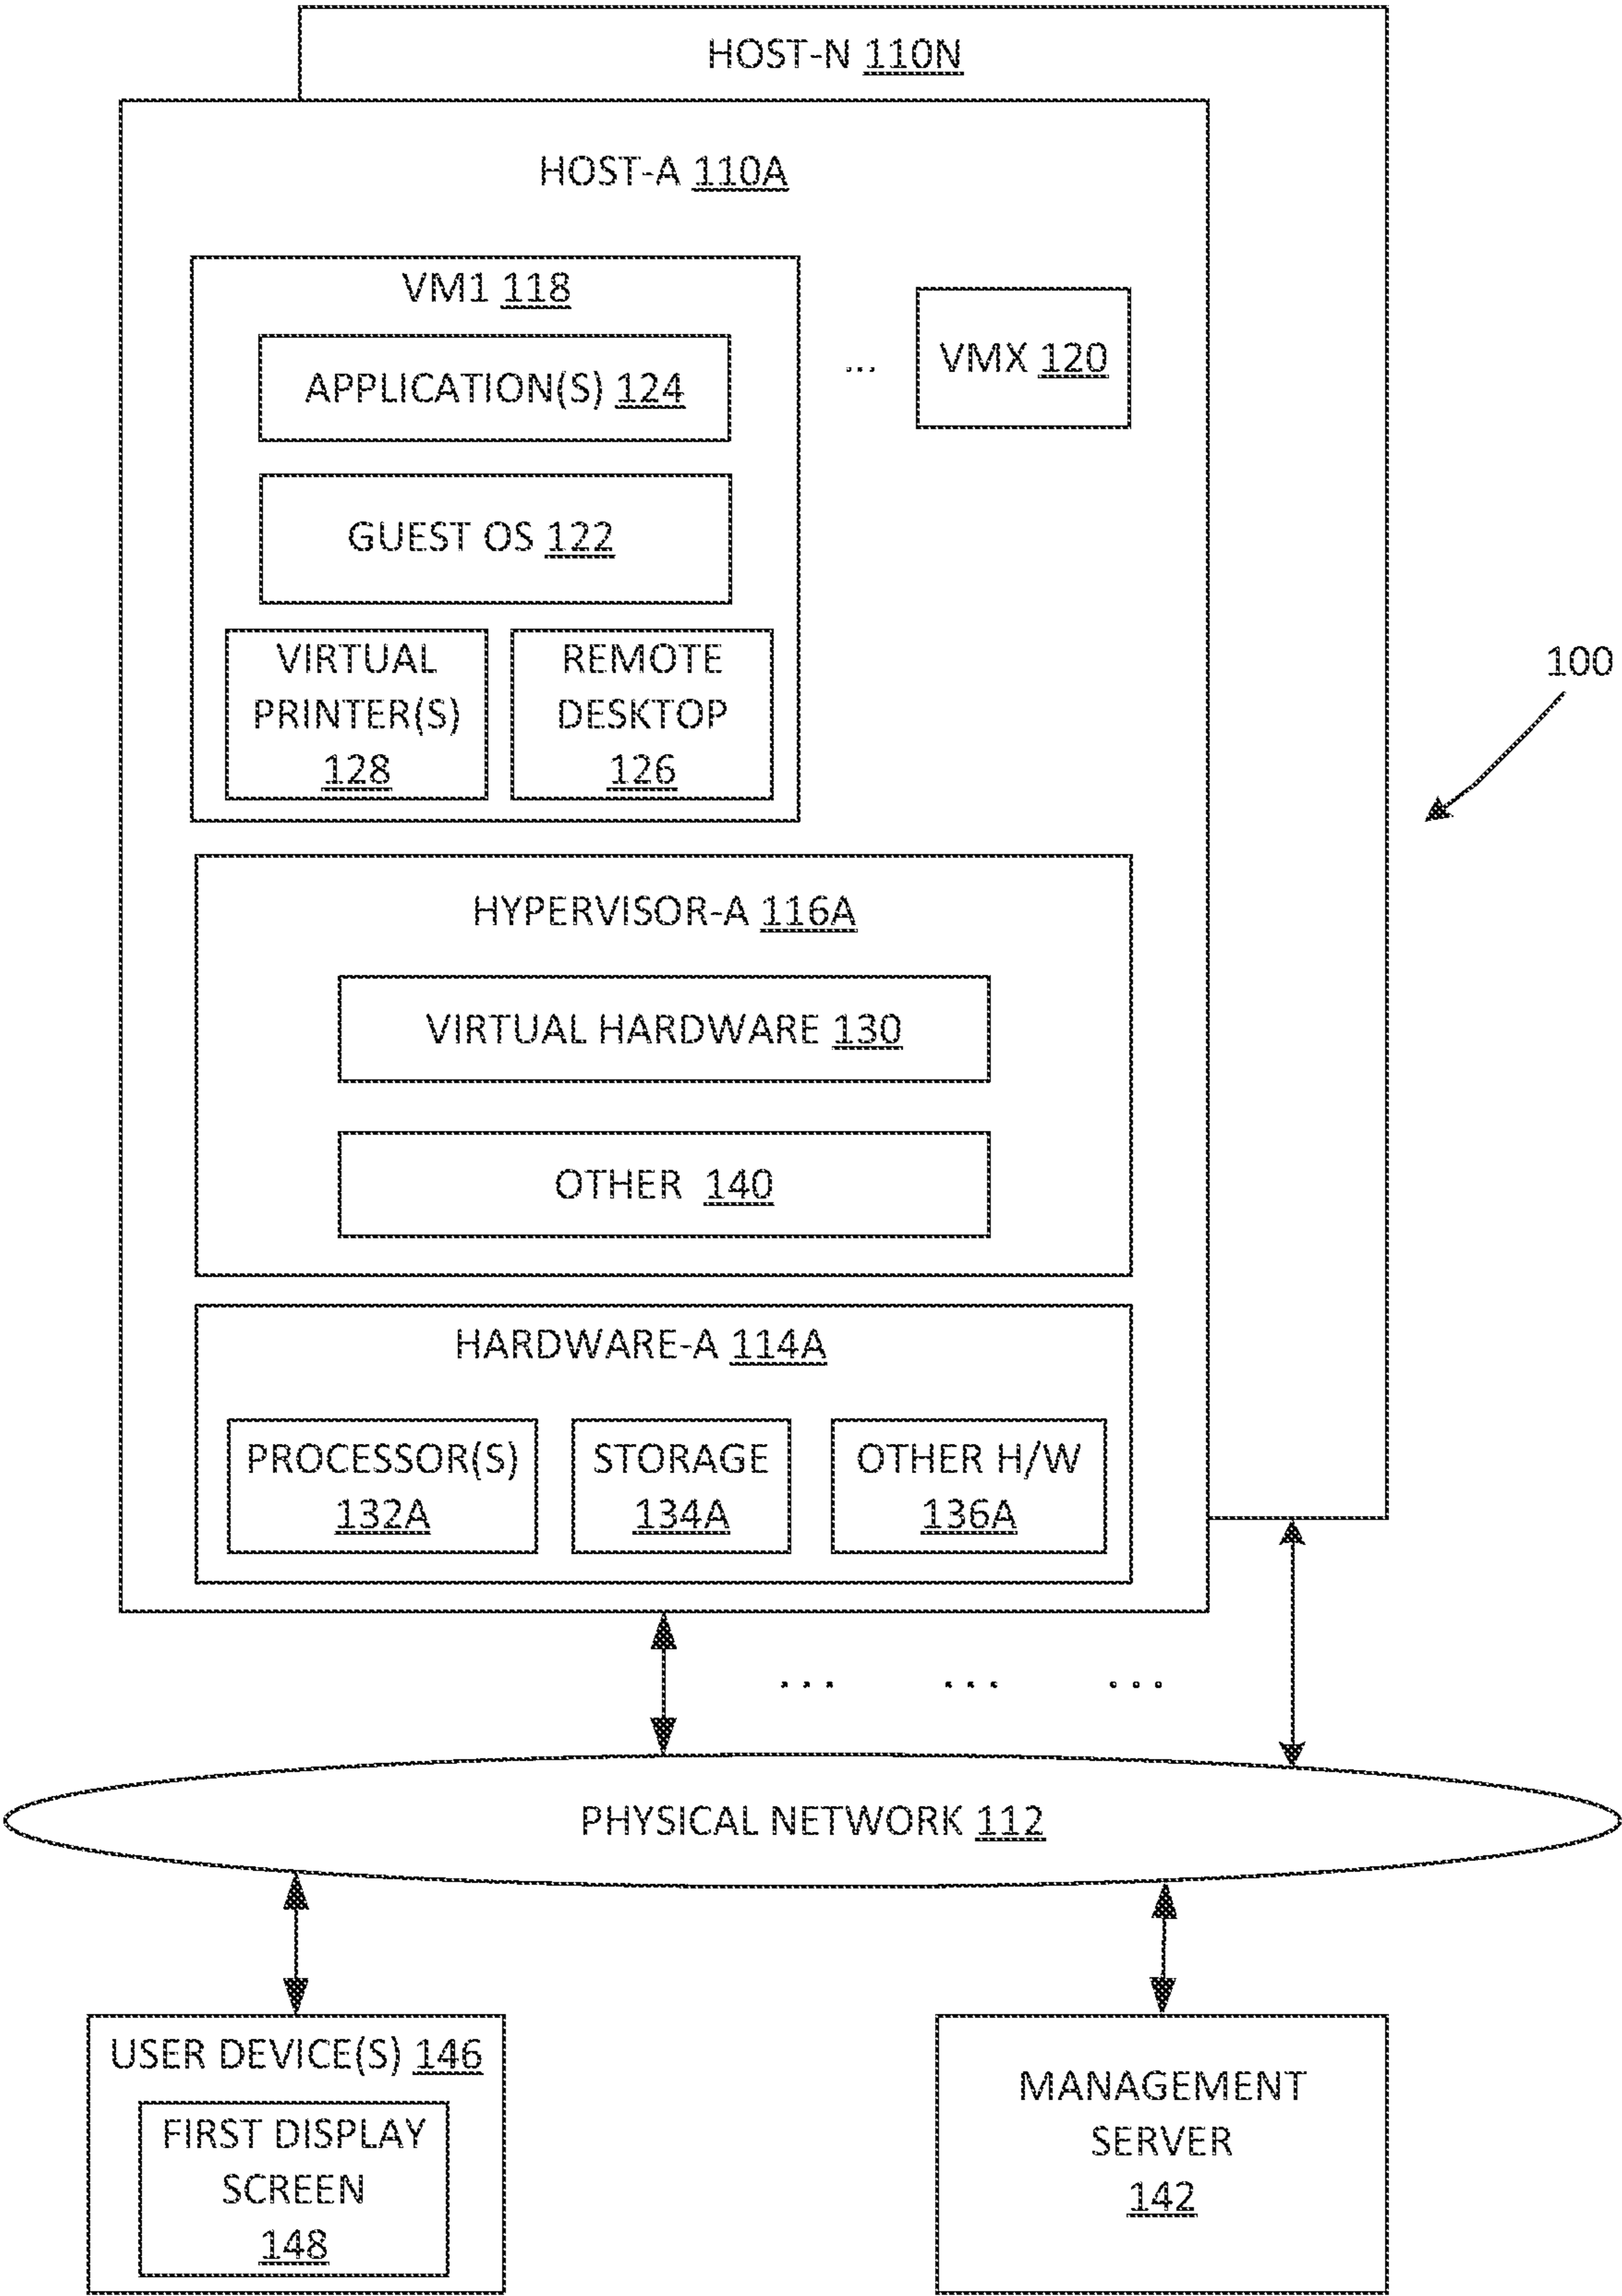 HOST-N 110N
HOST-A 110A
VM1 118
APPLICATION(S) 124
... VMX 120
GUEST OS 122
VIRTUAL
PRINTER(S)
128
REMOTE
DESKTOP
126
100
HYPERVISOR-A 116A
VIRTUAL HARDWARE 130
OTHER 140
HARDWARE-A 114A
PROCESSOR(S)
132A
STORAGE
134A
OTHER H/W
136A
... ... ...
PHYSICAL NETWORK 112
USER DEVICE(S) 146
FIRST DISPLAY
SCREEN
148
MANAGEMENT
SERVER
142